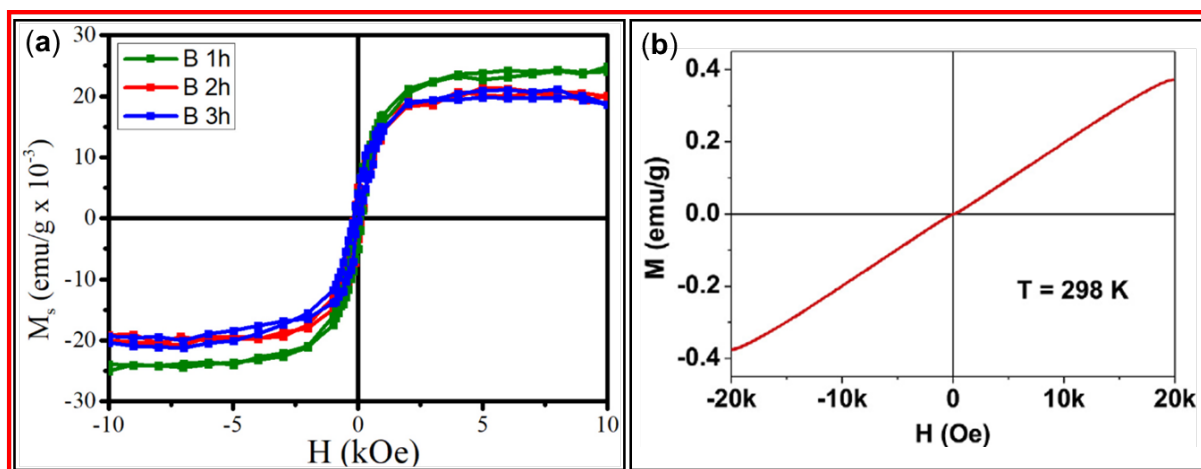 (a)
30
20
10
0
-10
-20
-30
M_s (emu/g x 10^-3)
B 1h
B 2h
B 3h
-10
-5
0
5
10
H (kOe)
(b)
0.4
0.2
0.0
-0.2
-0.4
M (emu/g)
T = 298 K
-20k
-10k
0
10k
20k
H (Oe)